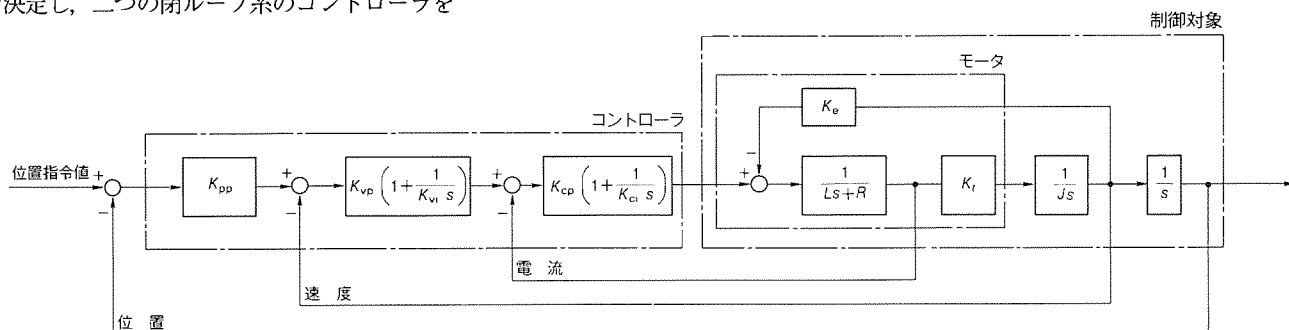 決定し，二つの閉ループ系のコントローラを
制御対象
モータ
コントローラ
位置指令値
+
−
K_pp
+
−
K_vp (1 + 1/(K_vi s))
+
−
K_cp (1 + 1/(K_ci s))
+
−
K_e
1/(Ls+R)
K_t
1/(Js)
1/s
電 流
速 度
位 置